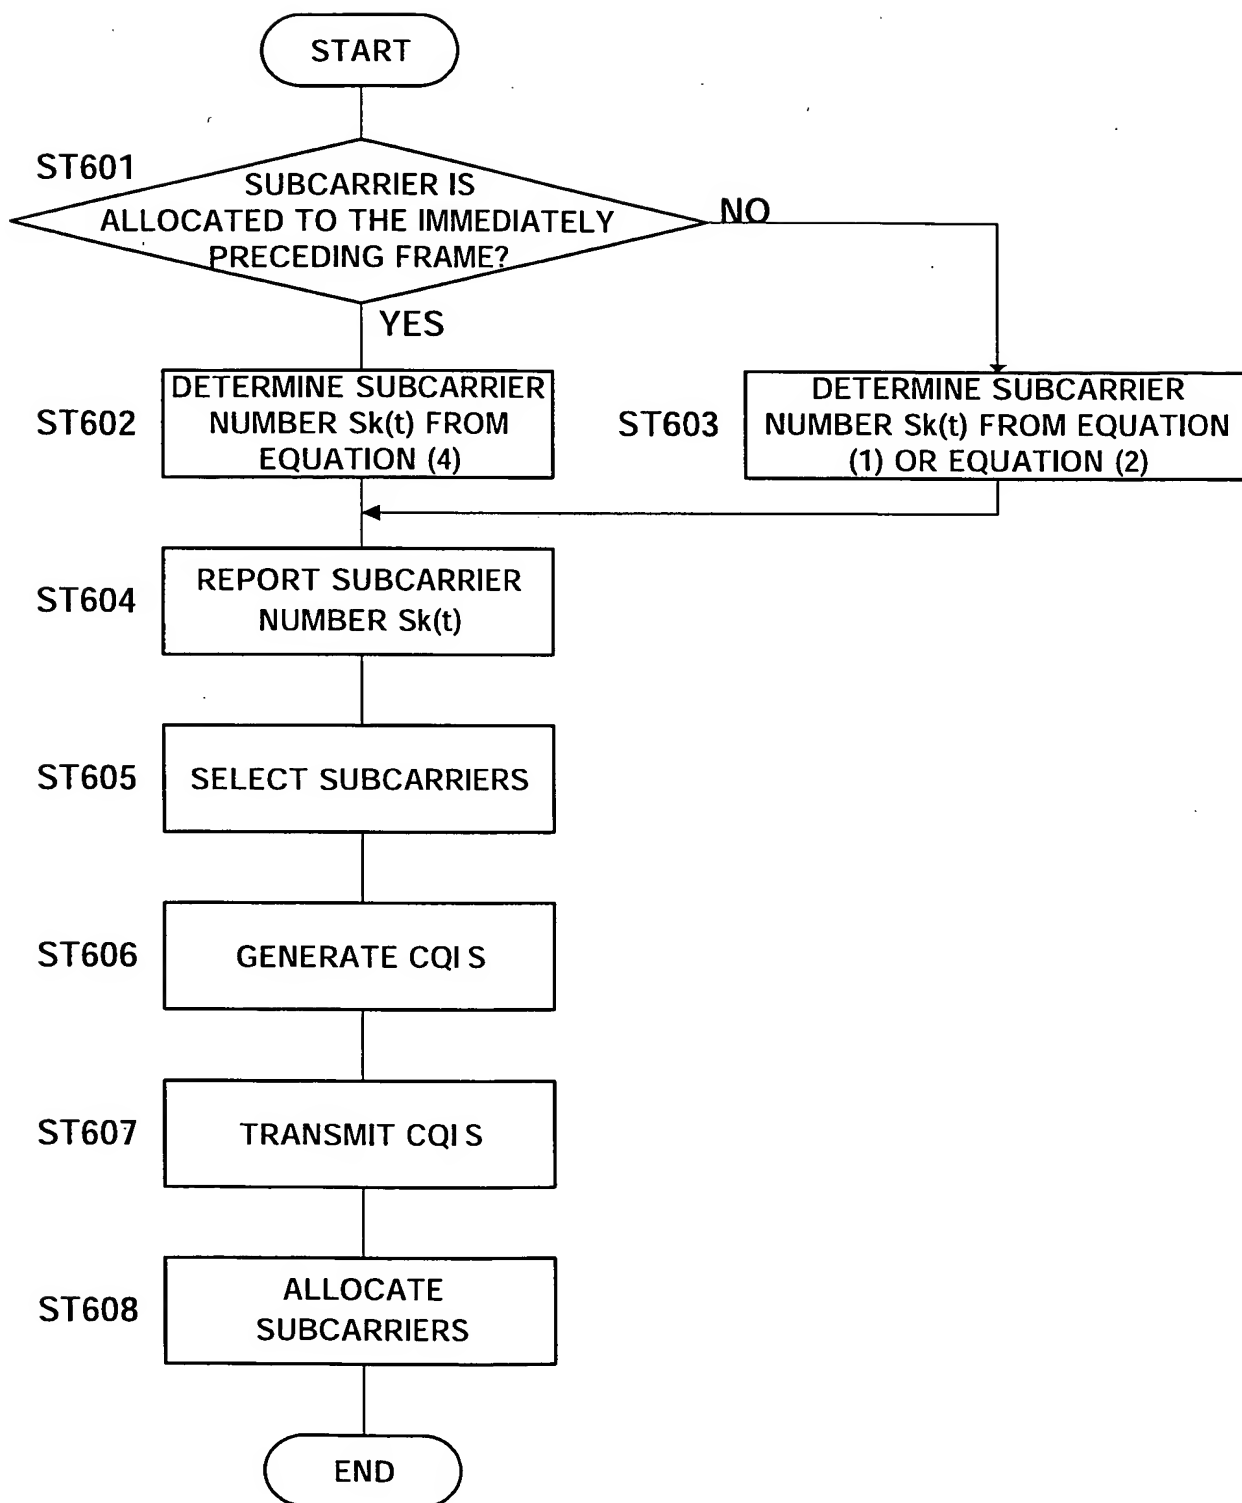 START
ST601
SUBCARRIER IS
ALLOCATED TO THE IMMEDIATELY
PRECEDING FRAME?
NO
YES
ST602
DETERMINE SUBCARRIER
NUMBER Sk(t) FROM
EQUATION (4)
ST603
DETERMINE SUBCARRIER
NUMBER Sk(t) FROM EQUATION
(1) OR EQUATION (2)
ST604
REPORT SUBCARRIER
NUMBER Sk(t)
ST605
SELECT SUBCARRIERS
ST606
GENERATE CQI S
ST607
TRANSMIT CQI S
ST608
ALLOCATE
SUBCARRIERS
END